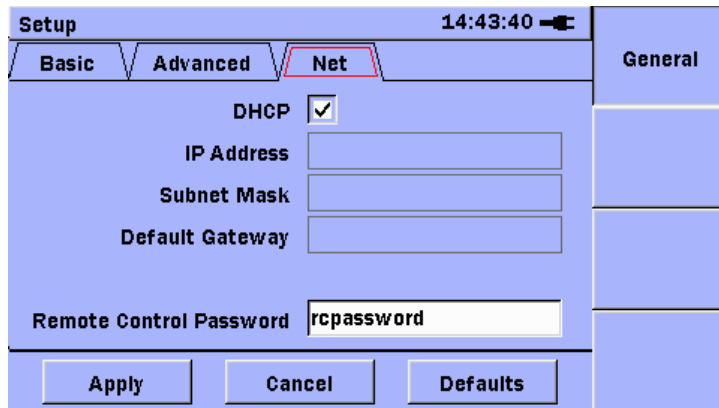 Setup 14:43:40
General
Basic Advanced Net
DHCP
IP Address
Subnet Mask
Default Gateway
Remote Control Password rcpassword
Apply Cancel Defaults